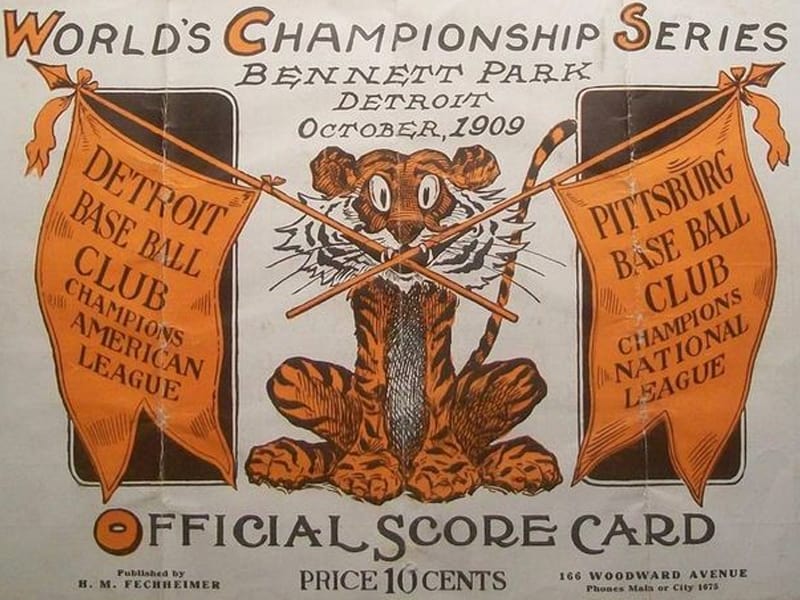 WORLD'S CHAMPIONSHIP SERIES
BENNETT PARK
DETROIT
OCTOBER, 1909
DETROIT
BASE BALL
CLUB
CHAMPIONS
AMERICAN
LEAGUE
PITTSBURG
BASE BALL
CLUB
CHAMPIONS
NATIONAL
LEAGUE
OFFICIAL SCORE CARD
Published by
H. M. FECHHEIMER
PRICE 10 CENTS
166 WOODWARD AVENUE
Phones Main or City 1675